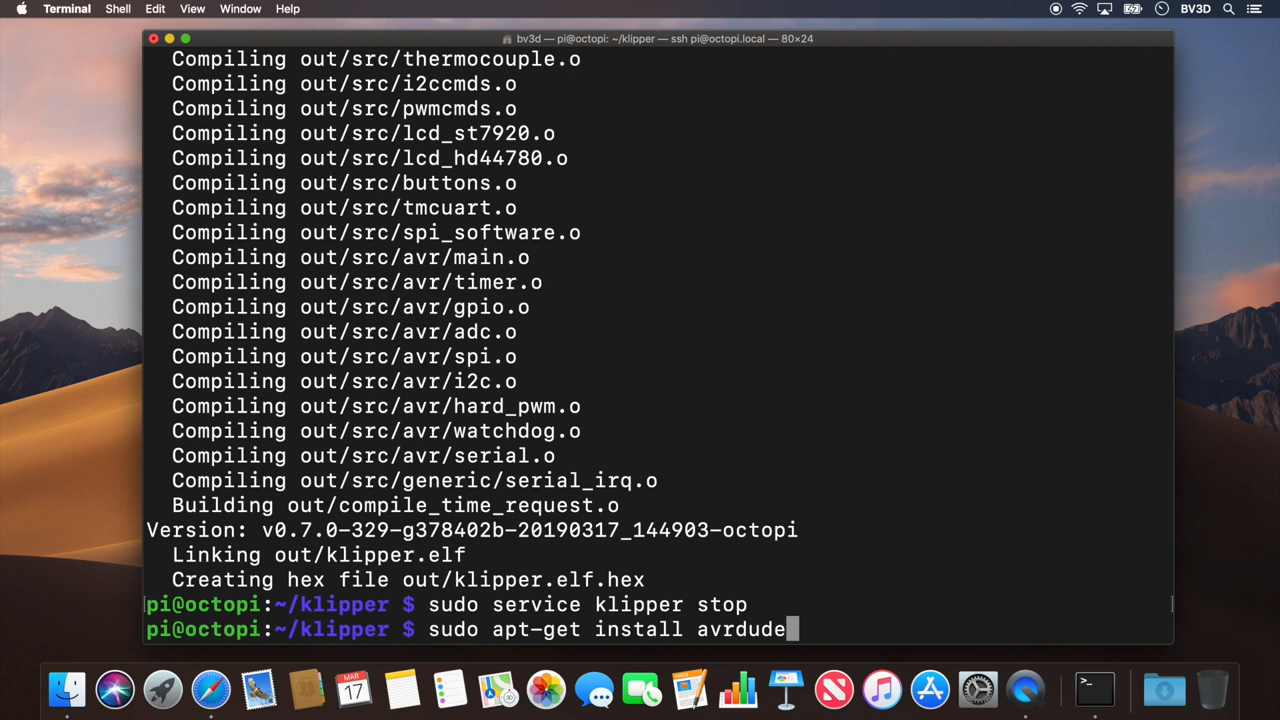 Terminal Shell Edit View Window Help BV3D
bv3d — pi@octopi: ~/klipper — ssh pi@octopi.local — 80×24
Compiling out/src/thermocouple.o
Compiling out/src/i2ccmds.o
Compiling out/src/pwmcmds.o
Compiling out/src/lcd_st7920.o
Compiling out/src/lcd_hd44780.o
Compiling out/src/buttons.o
Compiling out/src/tmcuart.o
Compiling out/src/spi_software.o
Compiling out/src/avr/main.o
Compiling out/src/avr/timer.o
Compiling out/src/avr/gpio.o
Compiling out/src/avr/adc.o
Compiling out/src/avr/spi.o
Compiling out/src/avr/i2c.o
Compiling out/src/avr/hard_pwm.o
Compiling out/src/avr/watchdog.o
Compiling out/src/avr/serial.o
Compiling out/src/generic/serial_irq.o
Building out/compile_time_request.o
Version: v0.7.0-329-g378402b-20190317_144903-octopi
Linking out/klipper.elf
Creating hex file out/klipper.elf.hex
pi@octopi:~/klipper $ sudo service klipper stop
pi@octopi:~/klipper $ sudo apt-get install avrdude
MAR
17
>_